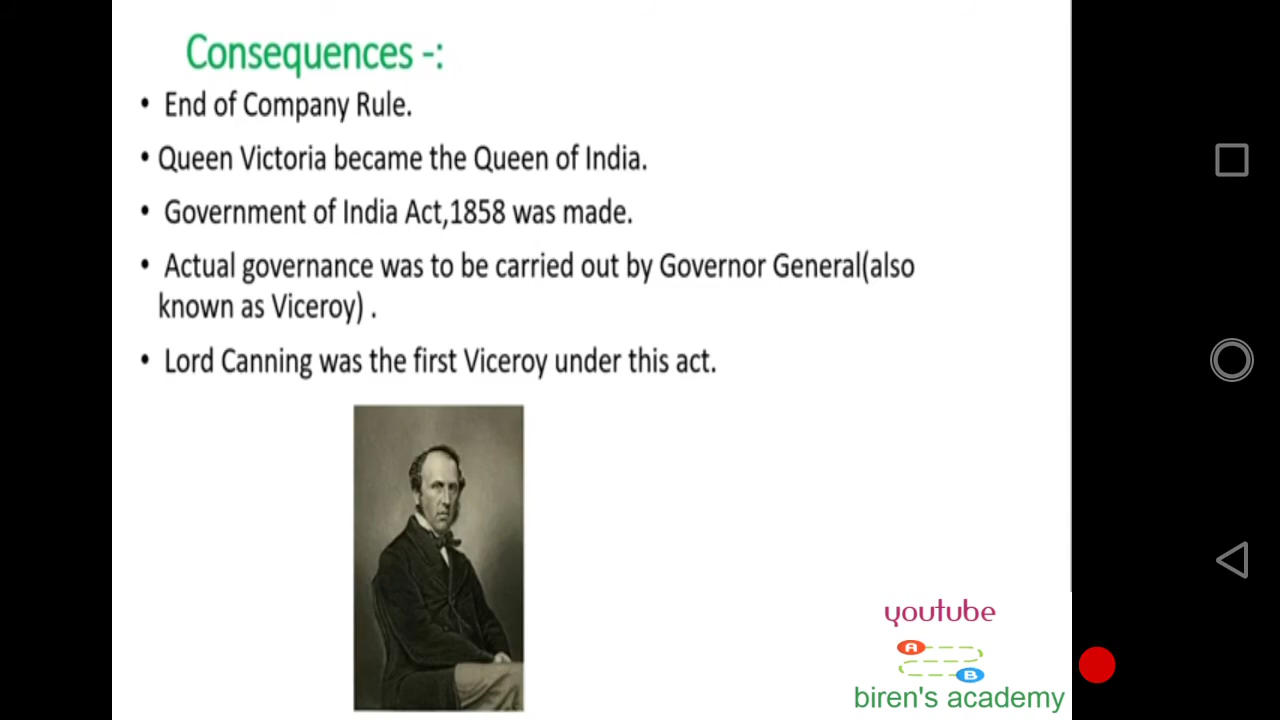 Consequences -:
• End of Company Rule.
• Queen Victoria became the Queen of India.
• Government of India Act,1858 was made.
• Actual governance was to be carried out by Governor General(also
known as Viceroy) .
• Lord Canning was the first Viceroy under this act.
youtube
A
B
biren's academy